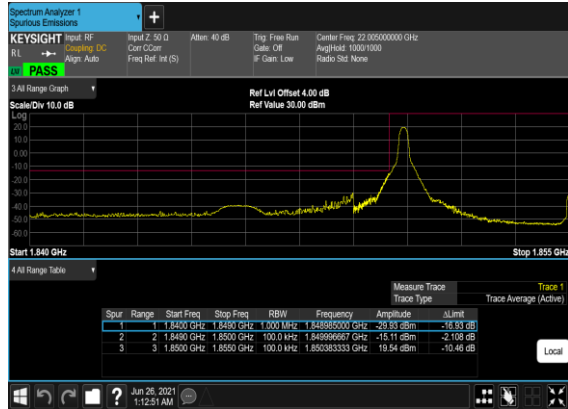 Spectrum Analyzer 1
Spurious Emissions
+
KEYSIGHT Input: RF Input Z: 50 Ω Atten: 40 dB Trig: Free Run Center Freq: 22.005000000 GHz
RL Coupling: DC Corr CCorr Gate: Off Avg|Hold: 1000/1000
Align: Auto Freq Ref: Int (S) IF Gain: Low Radio Std: None
PASS
3 All Range Graph
Ref Lvl Offset 4.00 dB
Scale/Div 10.0 dB Ref Value 30.00 dBm
Log
20.0
10.0
0.00
-10.0
-20.0
-30.0
-40.0
-50.0
-60.0
Start 1.840 GHz Stop 1.855 GHz
4 All Range Table
Measure Trace Trace 1
Trace Type Trace Average (Active)
Spur Range Start Freq Stop Freq RBW Frequency Amplitude ΔLimit
1 1 1.8400 GHz 1.8490 GHz 1.000 MHz 1.848985000 GHz -29.93 dBm -16.93 dB
2 2 1.8490 GHz 1.8500 GHz 100.0 kHz 1.849996667 GHz -15.11 dBm -2.108 dB
3 3 1.8500 GHz 1.8550 GHz 100.0 kHz 1.850383333 GHz 19.54 dBm -10.46 dB
Local
? Jun 26, 2021
1:12:51 AM